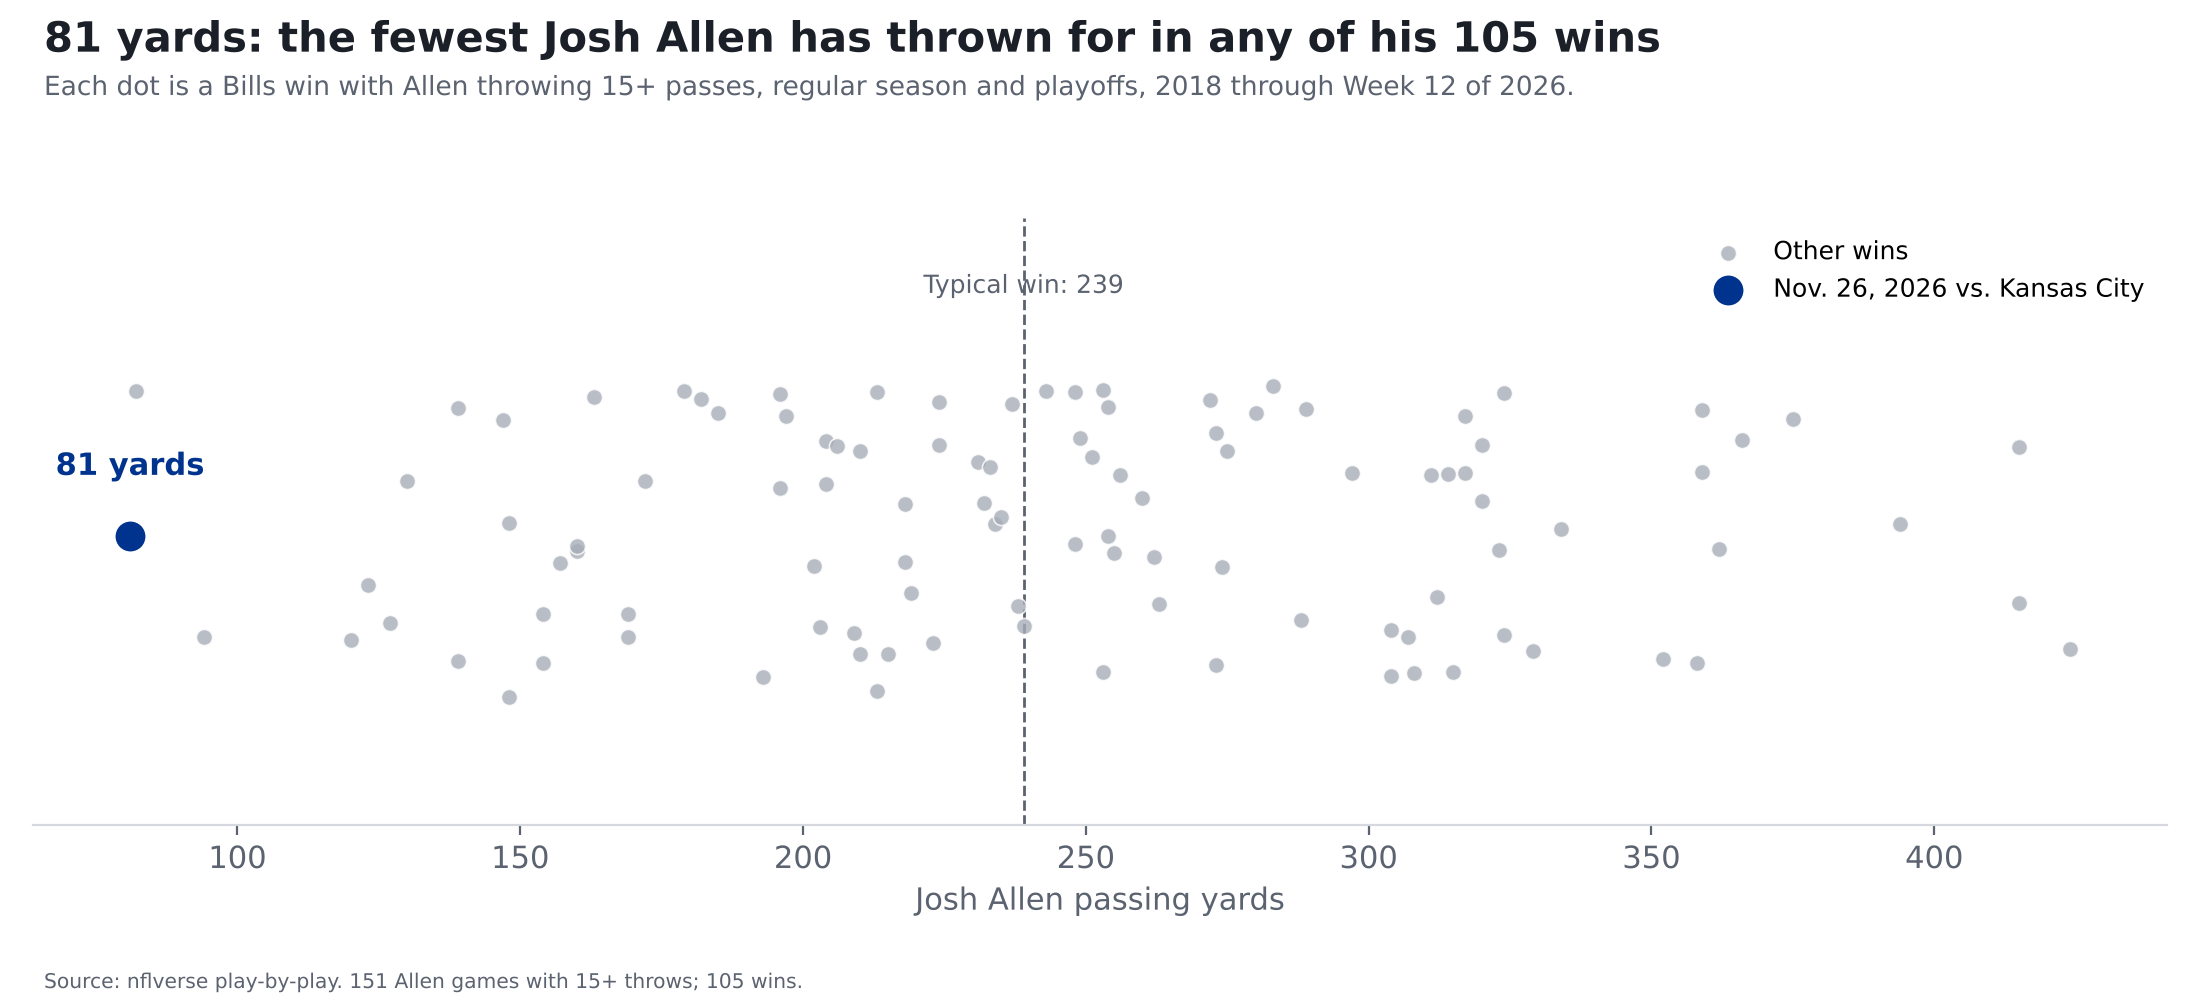 81 yards: the fewest Josh Allen has thrown for in any of his 105 wins
Each dot is a Bills win with Allen throwing 15+ passes, regular season and playoffs, 2018 through Week 12 of 2026.
Typical win: 239
Other wins
Nov. 26, 2026 vs. Kansas City
81 yards
100 150 200 250 300 350 400
Josh Allen passing yards
Source: nflverse play-by-play. 151 Allen games with 15+ throws; 105 wins.